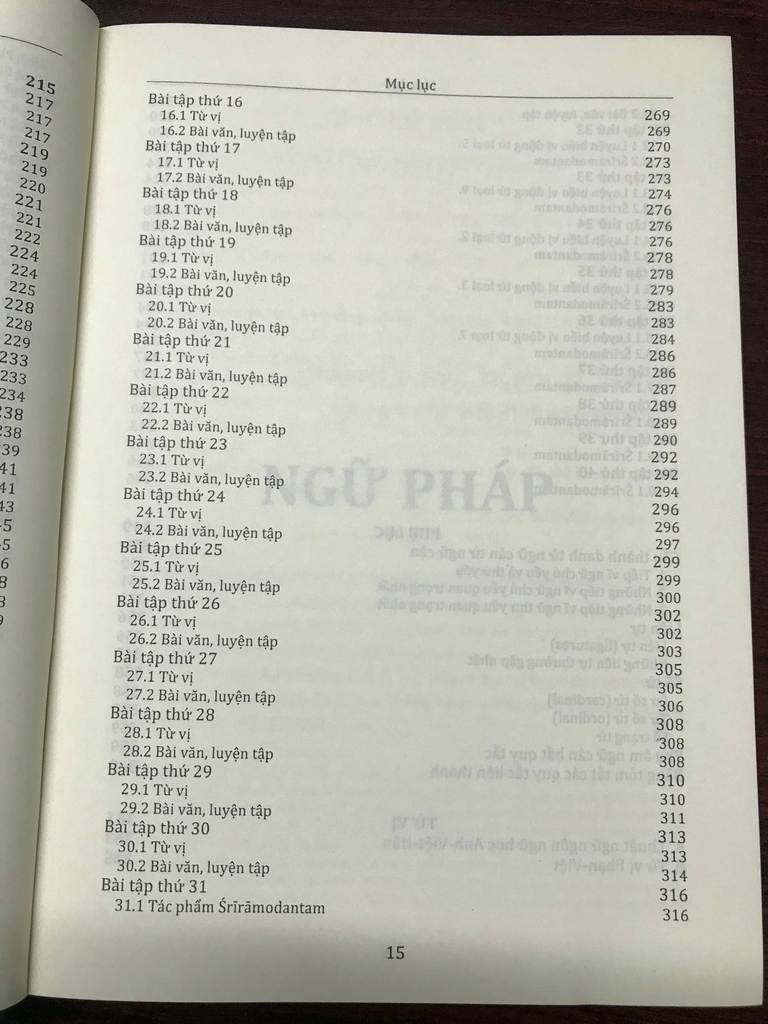 215
217
217
217
219
219
220
221
221
222
224
224
225
228
228
229
233
233
234
Mục lục
Bài tập thứ 16 269
16.1 Từ vị 269
16.2 Bài văn, luyện tập 270
Bài tập thứ 17 273
17.1 Từ vị 273
17.2 Bài văn, luyện tập 274
Bài tập thứ 18 276
18.1 Từ vị 276
18.2 Bài văn, luyện tập 276
Bài tập thứ 19 278
19.1 Từ vị 278
19.2 Bài văn, luyện tập 279
Bài tập thứ 20 283
20.1 Từ vị 283
20.2 Bài văn, luyện tập 284
Bài tập thứ 21 286
21.1 Từ vị 286
21.2 Bài văn, luyện tập 287
Bài tập thứ 22 289
22.1 Từ vị 289
22.2 Bài văn, luyện tập 290
Bài tập thứ 23 292
23.1 Từ vị 292
23.2 Bài văn, luyện tập 294
NGỮ PHÁP
Bài tập thứ 24 296
24.1 Từ vị 296
24.2 Bài văn, luyện tập 297
Bài tập thứ 25 299
25.1 Từ vị 299
25.2 Bài văn, luyện tập 300
Bài tập thứ 26 302
26.1 Từ vị 302
26.2 Bài văn, luyện tập 303
Bài tập thứ 27 305
27.1 Từ vị 305
27.2 Bài văn, luyện tập 306
Bài tập thứ 28 308
28.1 Từ vị 308
28.2 Bài văn, luyện tập 308
Bài tập thứ 29 310
29.1 Từ vị 310
29.2 Bài văn, luyện tập 311
Bài tập thứ 30 313
30.1 Từ vị 313
30.2 Bài văn, luyện tập 314
Bài tập thứ 31 316
31.1 Tác phẩm Śrīrāmodantam 316
15